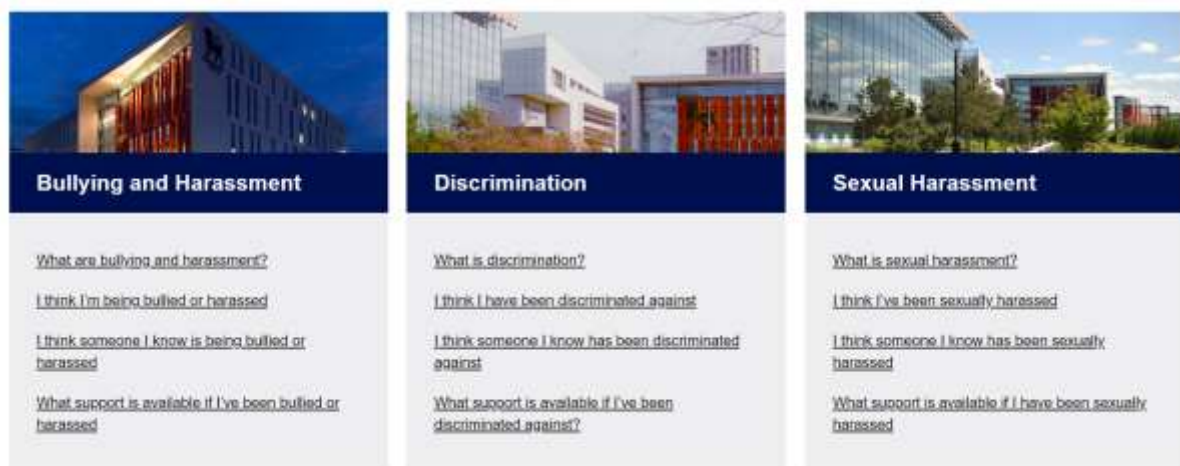 Bullying and Harassment
What are bullying and harassment?
I think I'm being bullied or harassed
I think someone I know is being bullied or
harassed
What support is available if I've been bullied or
harassed
Discrimination
What is discrimination?
I think I have been discriminated against
I think someone I know has been discriminated
against
What support is available if I've been
discriminated against?
Sexual Harassment
What is sexual harassment?
I think I've been sexually harassed
I think someone I know has been sexually
harassed
What support is available if I have been sexually
harassed